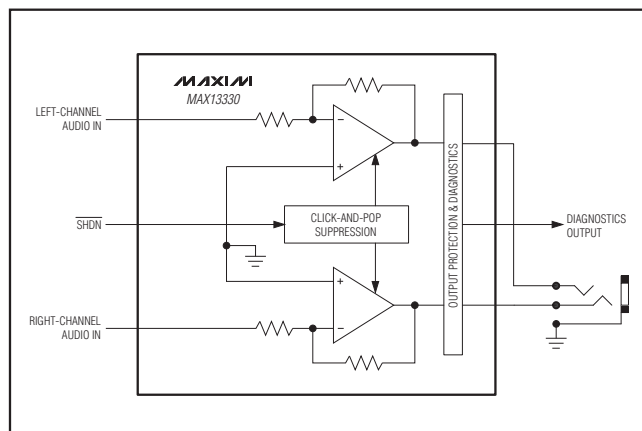 MAXIM
MAX13330
LEFT-CHANNEL
AUDIO IN
−
+
SHDN
CLICK-AND-POP
SUPPRESSION
OUTPUT PROTECTION & DIAGNOSTICS
DIAGNOSTICS
OUTPUT
+
−
RIGHT-CHANNEL
AUDIO IN